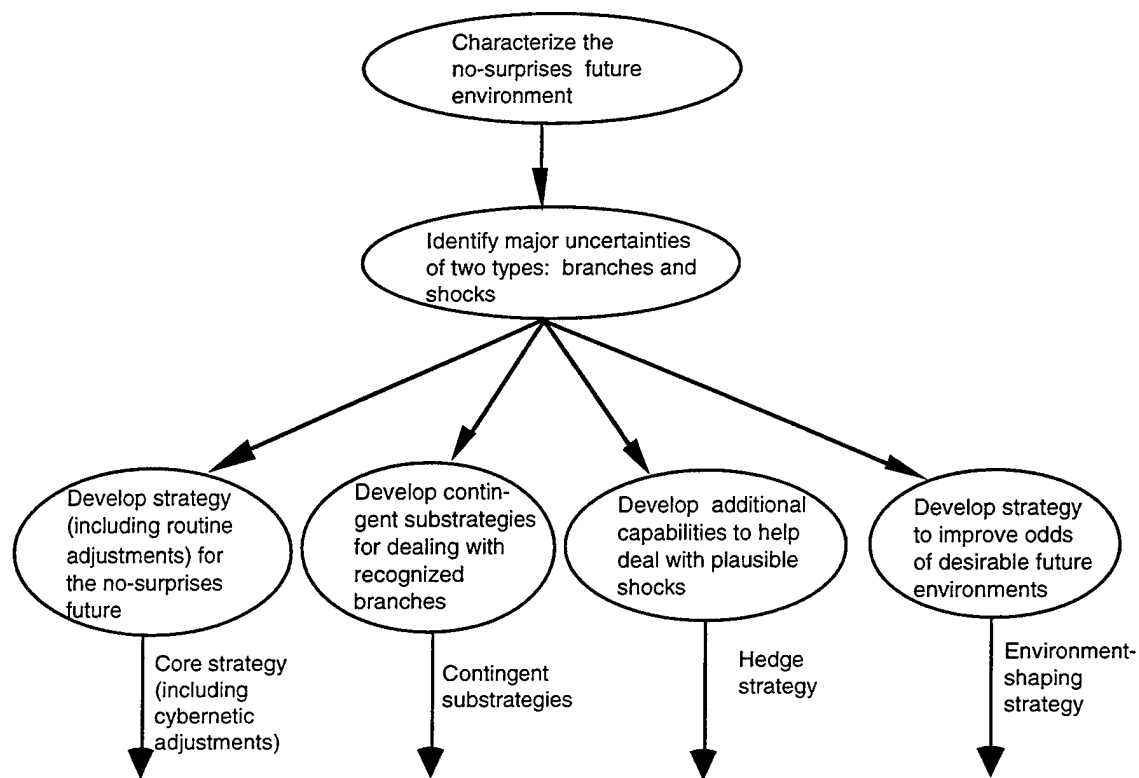 Characterize the
no-surprises future
environment
Identify major uncertainties
of two types: branches and
shocks
Develop strategy
(including routine
adjustments) for
the no-surprises
future
Develop contin-
gent substrategies
for dealing with
recognized
branches
Develop additional
capabilities to help
deal with plausible
shocks
Develop strategy
to improve odds
of desirable future
environments
Core strategy
(including
cybernetic
adjustments)
Contingent
substrategies
Hedge
strategy
Environment-
shaping
strategy